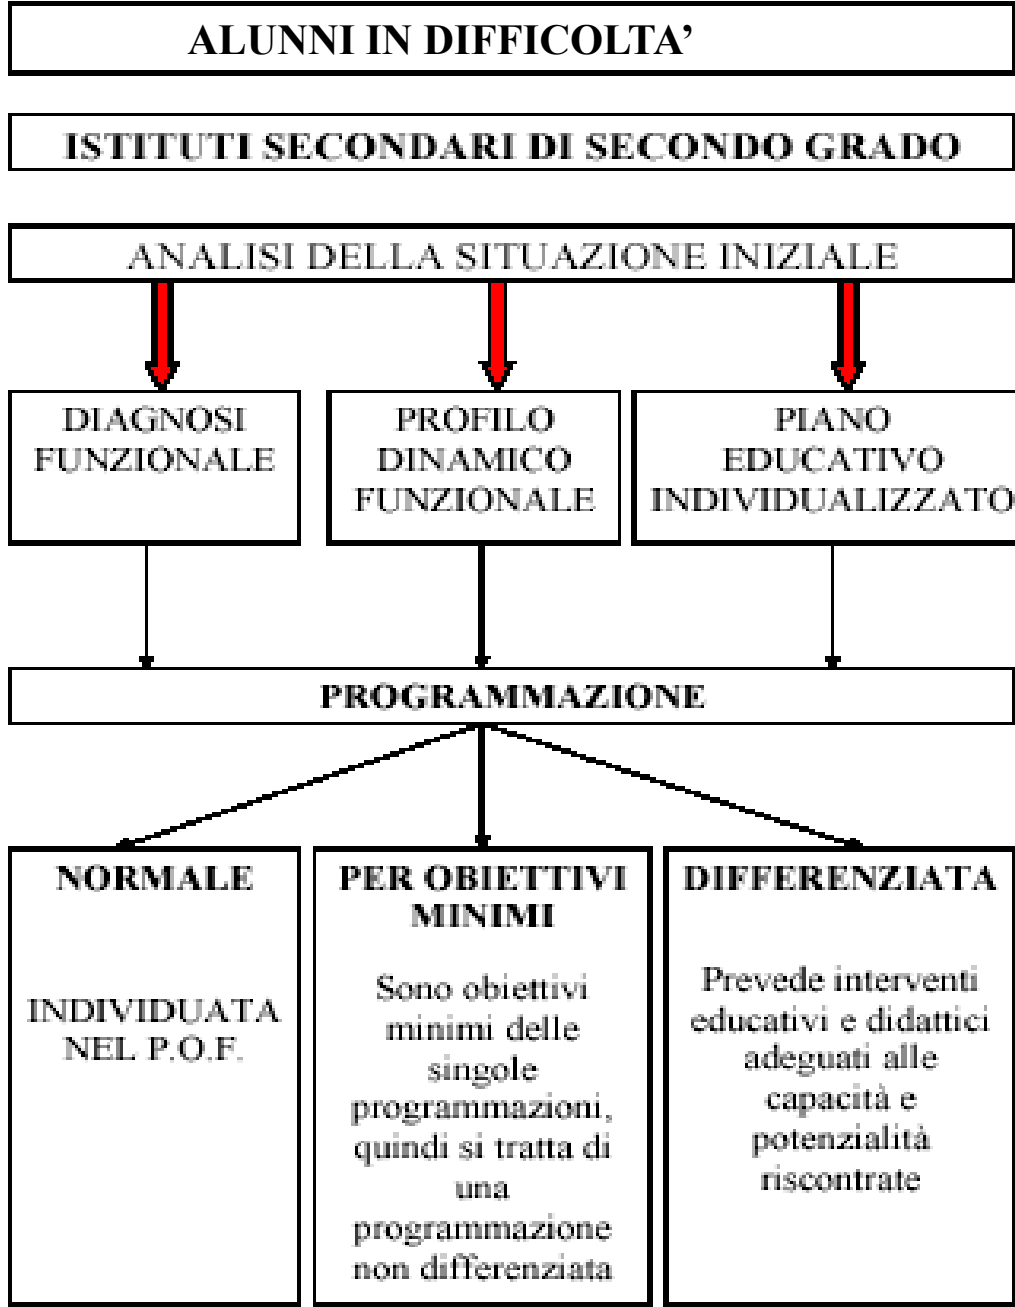 ALUNNI IN DIFFICOLTA’
ISTITUTI SECONDARI DI SECONDO GRADO
ANALISI DELLA SITUAZIONE INIZIALE
DIAGNOSI
FUNZIONALE
PROFILO
DINAMICO
FUNZIONALE
PIANO
EDUCATIVO
INDIVIDUALIZZATO
PROGRAMMAZIONE
NORMALE
INDIVIDUATA
NEL P.O.F.
PER OBIETTIVI
MINIMI
Sono obiettivi
minimi delle
singole
programmazioni,
quindi si tratta di
una
programmazione
non differenziata
DIFFERENZIATA
Prevede interventi
educativi e didattici
adeguati alle
capacità e
potenzialità
riscontrate